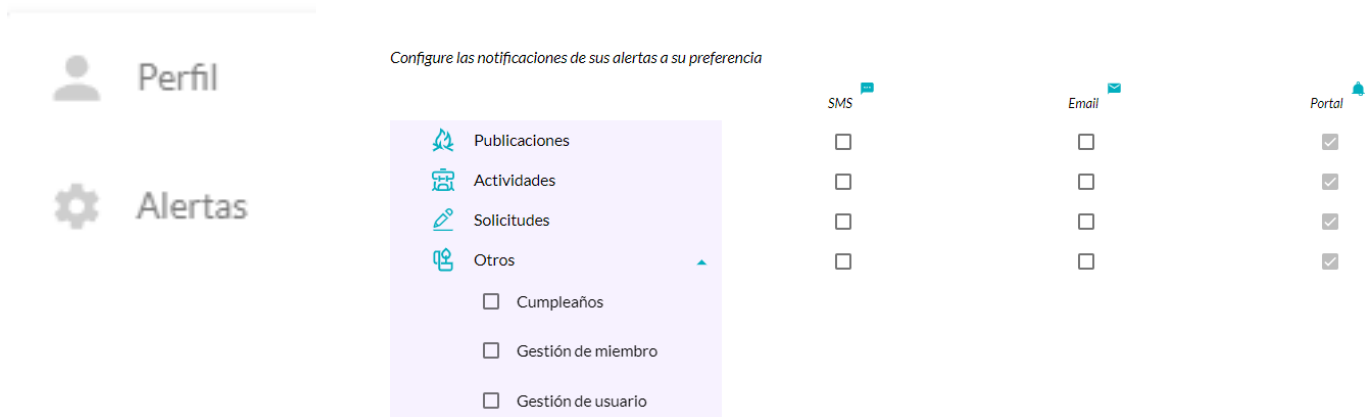 Perfil
Alertas
Configure las notificaciones de sus alertas a su preferencia
SMS Email Portal
Publicaciones
Actividades
Solicitudes
Otros
Cumpleaños
Gestión de miembro
Gestión de usuario